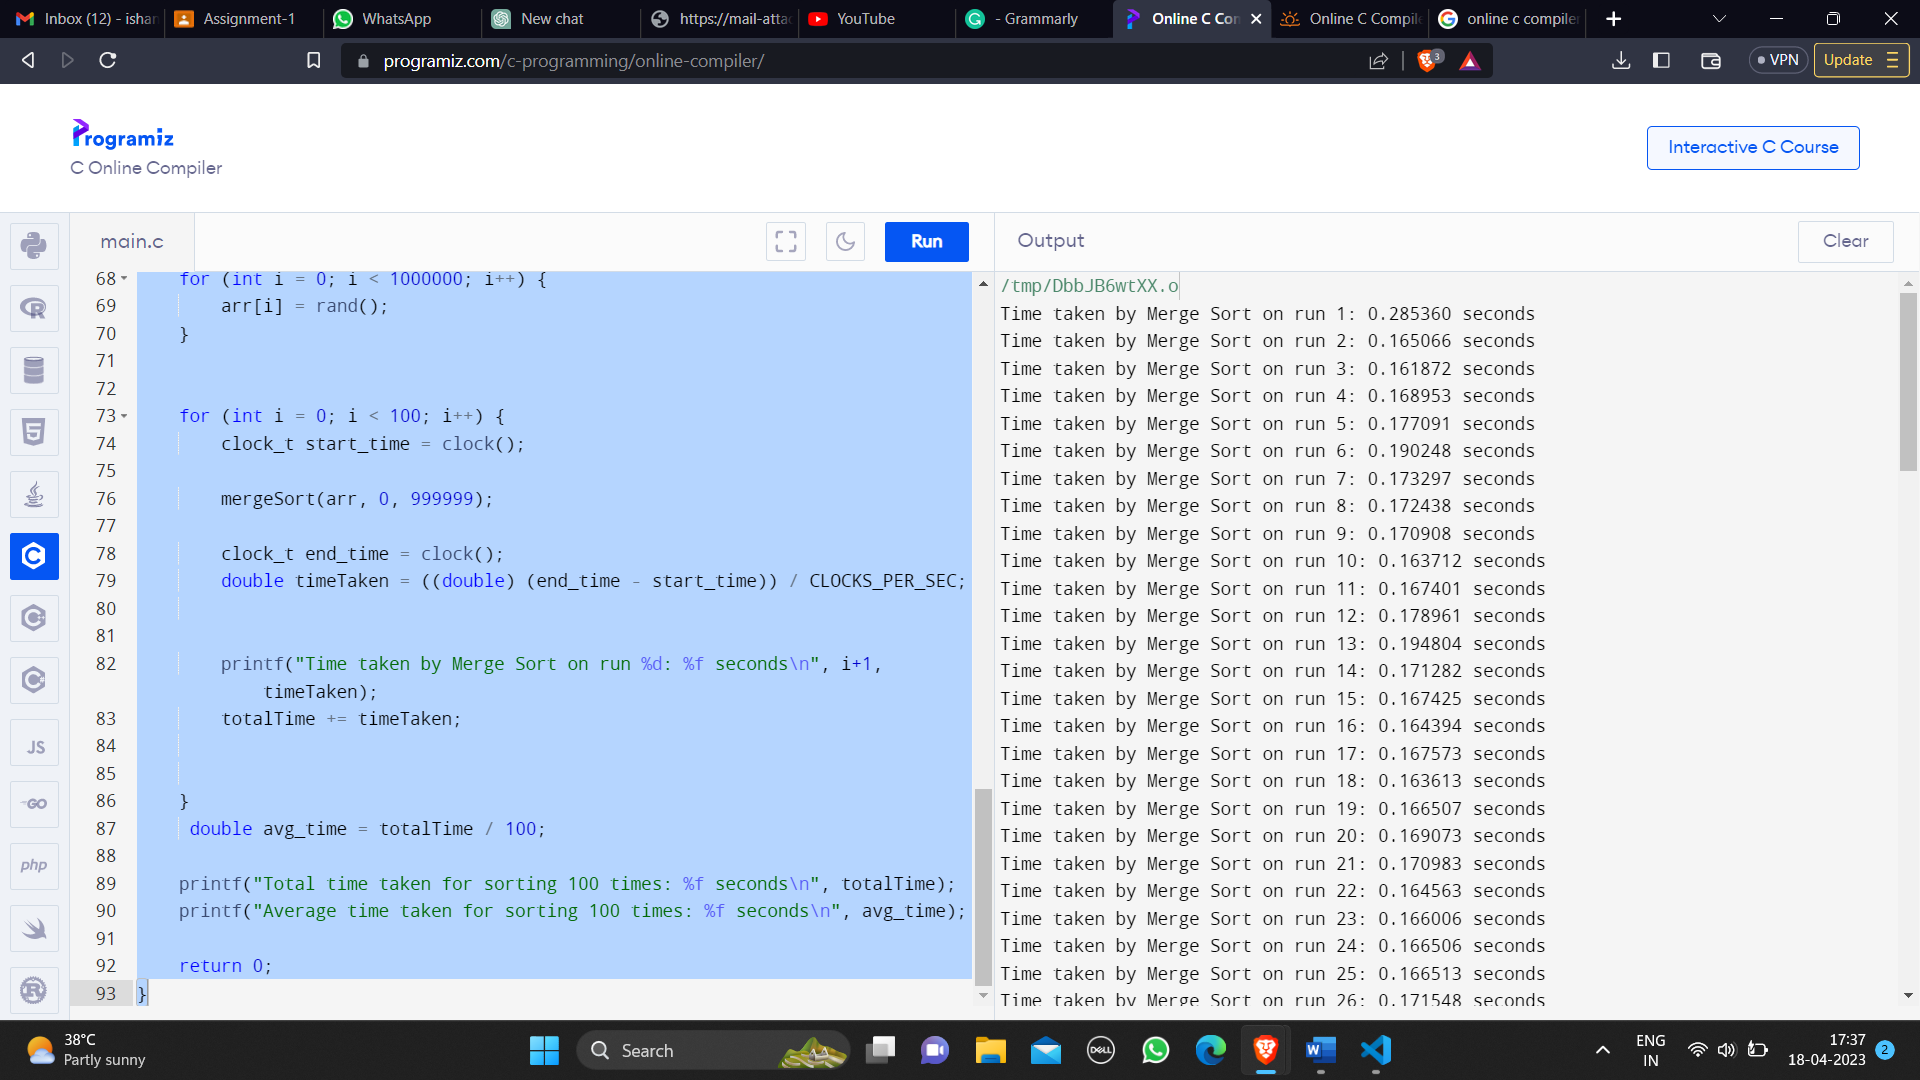 Inbox (12) - ishan
Assignment-1
WhatsApp
New chat
https://mail-attac
YouTube
- Grammarly
Online C Con
Online C Compile
online c compiler
programiz.com/c-programming/online-compiler/
3
VPN
Update
Programiz
C Online Compiler
Interactive C Course
main.c
Run
Output
Clear
68 for (int i = 0; i < 1000000; i++) {
69 arr[i] = rand();
70 }
71
72
73 for (int i = 0; i < 100; i++) {
74 clock_t start_time = clock();
75
76 mergeSort(arr, 0, 999999);
77
78 clock_t end_time = clock();
79 double timeTaken = ((double) (end_time - start_time)) / CLOCKS_PER_SEC;
80
81
82 printf("Time taken by Merge Sort on run %d: %f seconds\n", i+1,
timeTaken);
83 totalTime += timeTaken;
84
85
86 }
87 double avg_time = totalTime / 100;
88
89 printf("Total time taken for sorting 100 times: %f seconds\n", totalTime);
90 printf("Average time taken for sorting 100 times: %f seconds\n", avg_time);
91
92 return 0;
93 }
/tmp/DbbJB6wtXX.o
Time taken by Merge Sort on run 1: 0.285360 seconds
Time taken by Merge Sort on run 2: 0.165066 seconds
Time taken by Merge Sort on run 3: 0.161872 seconds
Time taken by Merge Sort on run 4: 0.168953 seconds
Time taken by Merge Sort on run 5: 0.177091 seconds
Time taken by Merge Sort on run 6: 0.190248 seconds
Time taken by Merge Sort on run 7: 0.173297 seconds
Time taken by Merge Sort on run 8: 0.172438 seconds
Time taken by Merge Sort on run 9: 0.170908 seconds
Time taken by Merge Sort on run 10: 0.163712 seconds
Time taken by Merge Sort on run 11: 0.167401 seconds
Time taken by Merge Sort on run 12: 0.178961 seconds
Time taken by Merge Sort on run 13: 0.194804 seconds
Time taken by Merge Sort on run 14: 0.171282 seconds
Time taken by Merge Sort on run 15: 0.167425 seconds
Time taken by Merge Sort on run 16: 0.164394 seconds
Time taken by Merge Sort on run 17: 0.167573 seconds
Time taken by Merge Sort on run 18: 0.163613 seconds
Time taken by Merge Sort on run 19: 0.166507 seconds
Time taken by Merge Sort on run 20: 0.169073 seconds
Time taken by Merge Sort on run 21: 0.170983 seconds
Time taken by Merge Sort on run 22: 0.164563 seconds
Time taken by Merge Sort on run 23: 0.166006 seconds
Time taken by Merge Sort on run 24: 0.166506 seconds
Time taken by Merge Sort on run 25: 0.166513 seconds
Time taken by Merge Sort on run 26: 0.171548 seconds
JS
GO
php
38°C
Partly sunny
Search
DELL
ENG
IN
17:37
18-04-2023
2